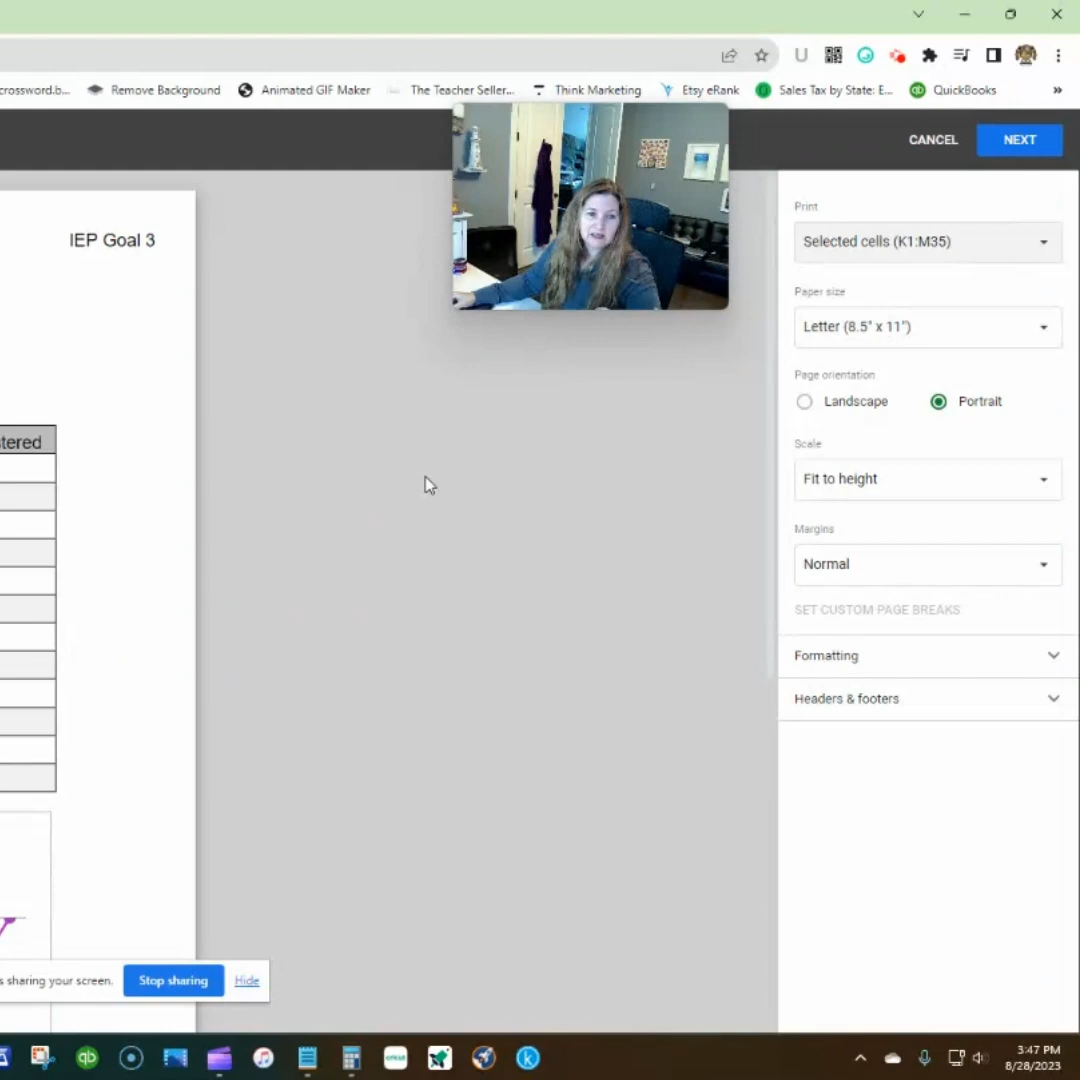 crossword.b...
Remove Background
Animated GIF Maker
The Teacher Seller...
Think Marketing
Etsy eRank
Sales Tax by State: E...
QuickBooks
»
CANCEL
NEXT
IEP Goal 3
Print
Selected cells (K1:M35)
Paper size
Letter (8.5" x 11")
Page orientation
Landscape
Portrait
Scale
Fit to height
Margins
Normal
SET CUSTOM PAGE BREAKS
Formatting
Headers & footers
stered
s sharing your screen.
Stop sharing
Hide
qb
3:47 PM
8/28/2023